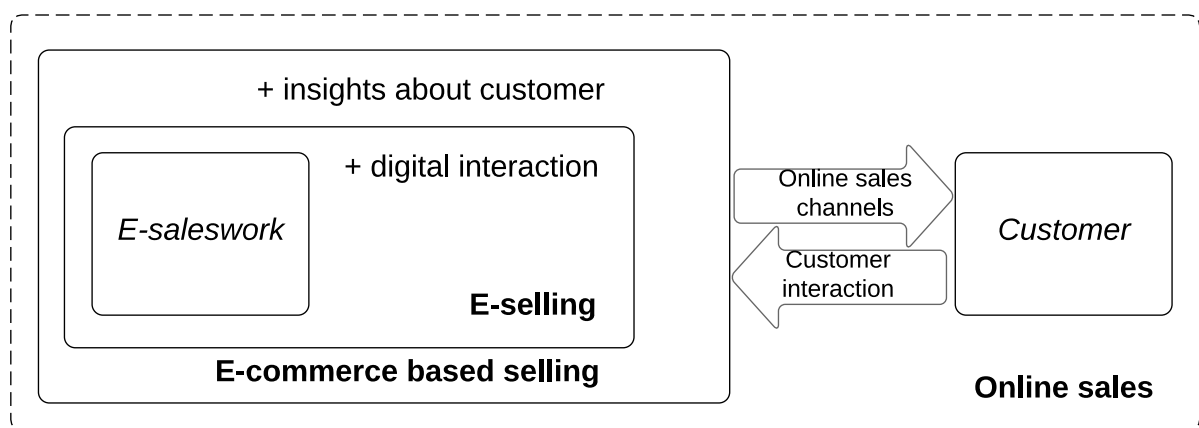 + insights about customer
+ digital interaction
E-saleswork
E-selling
E-commerce based selling
Online sales
channels
Customer
interaction
Customer
Online sales